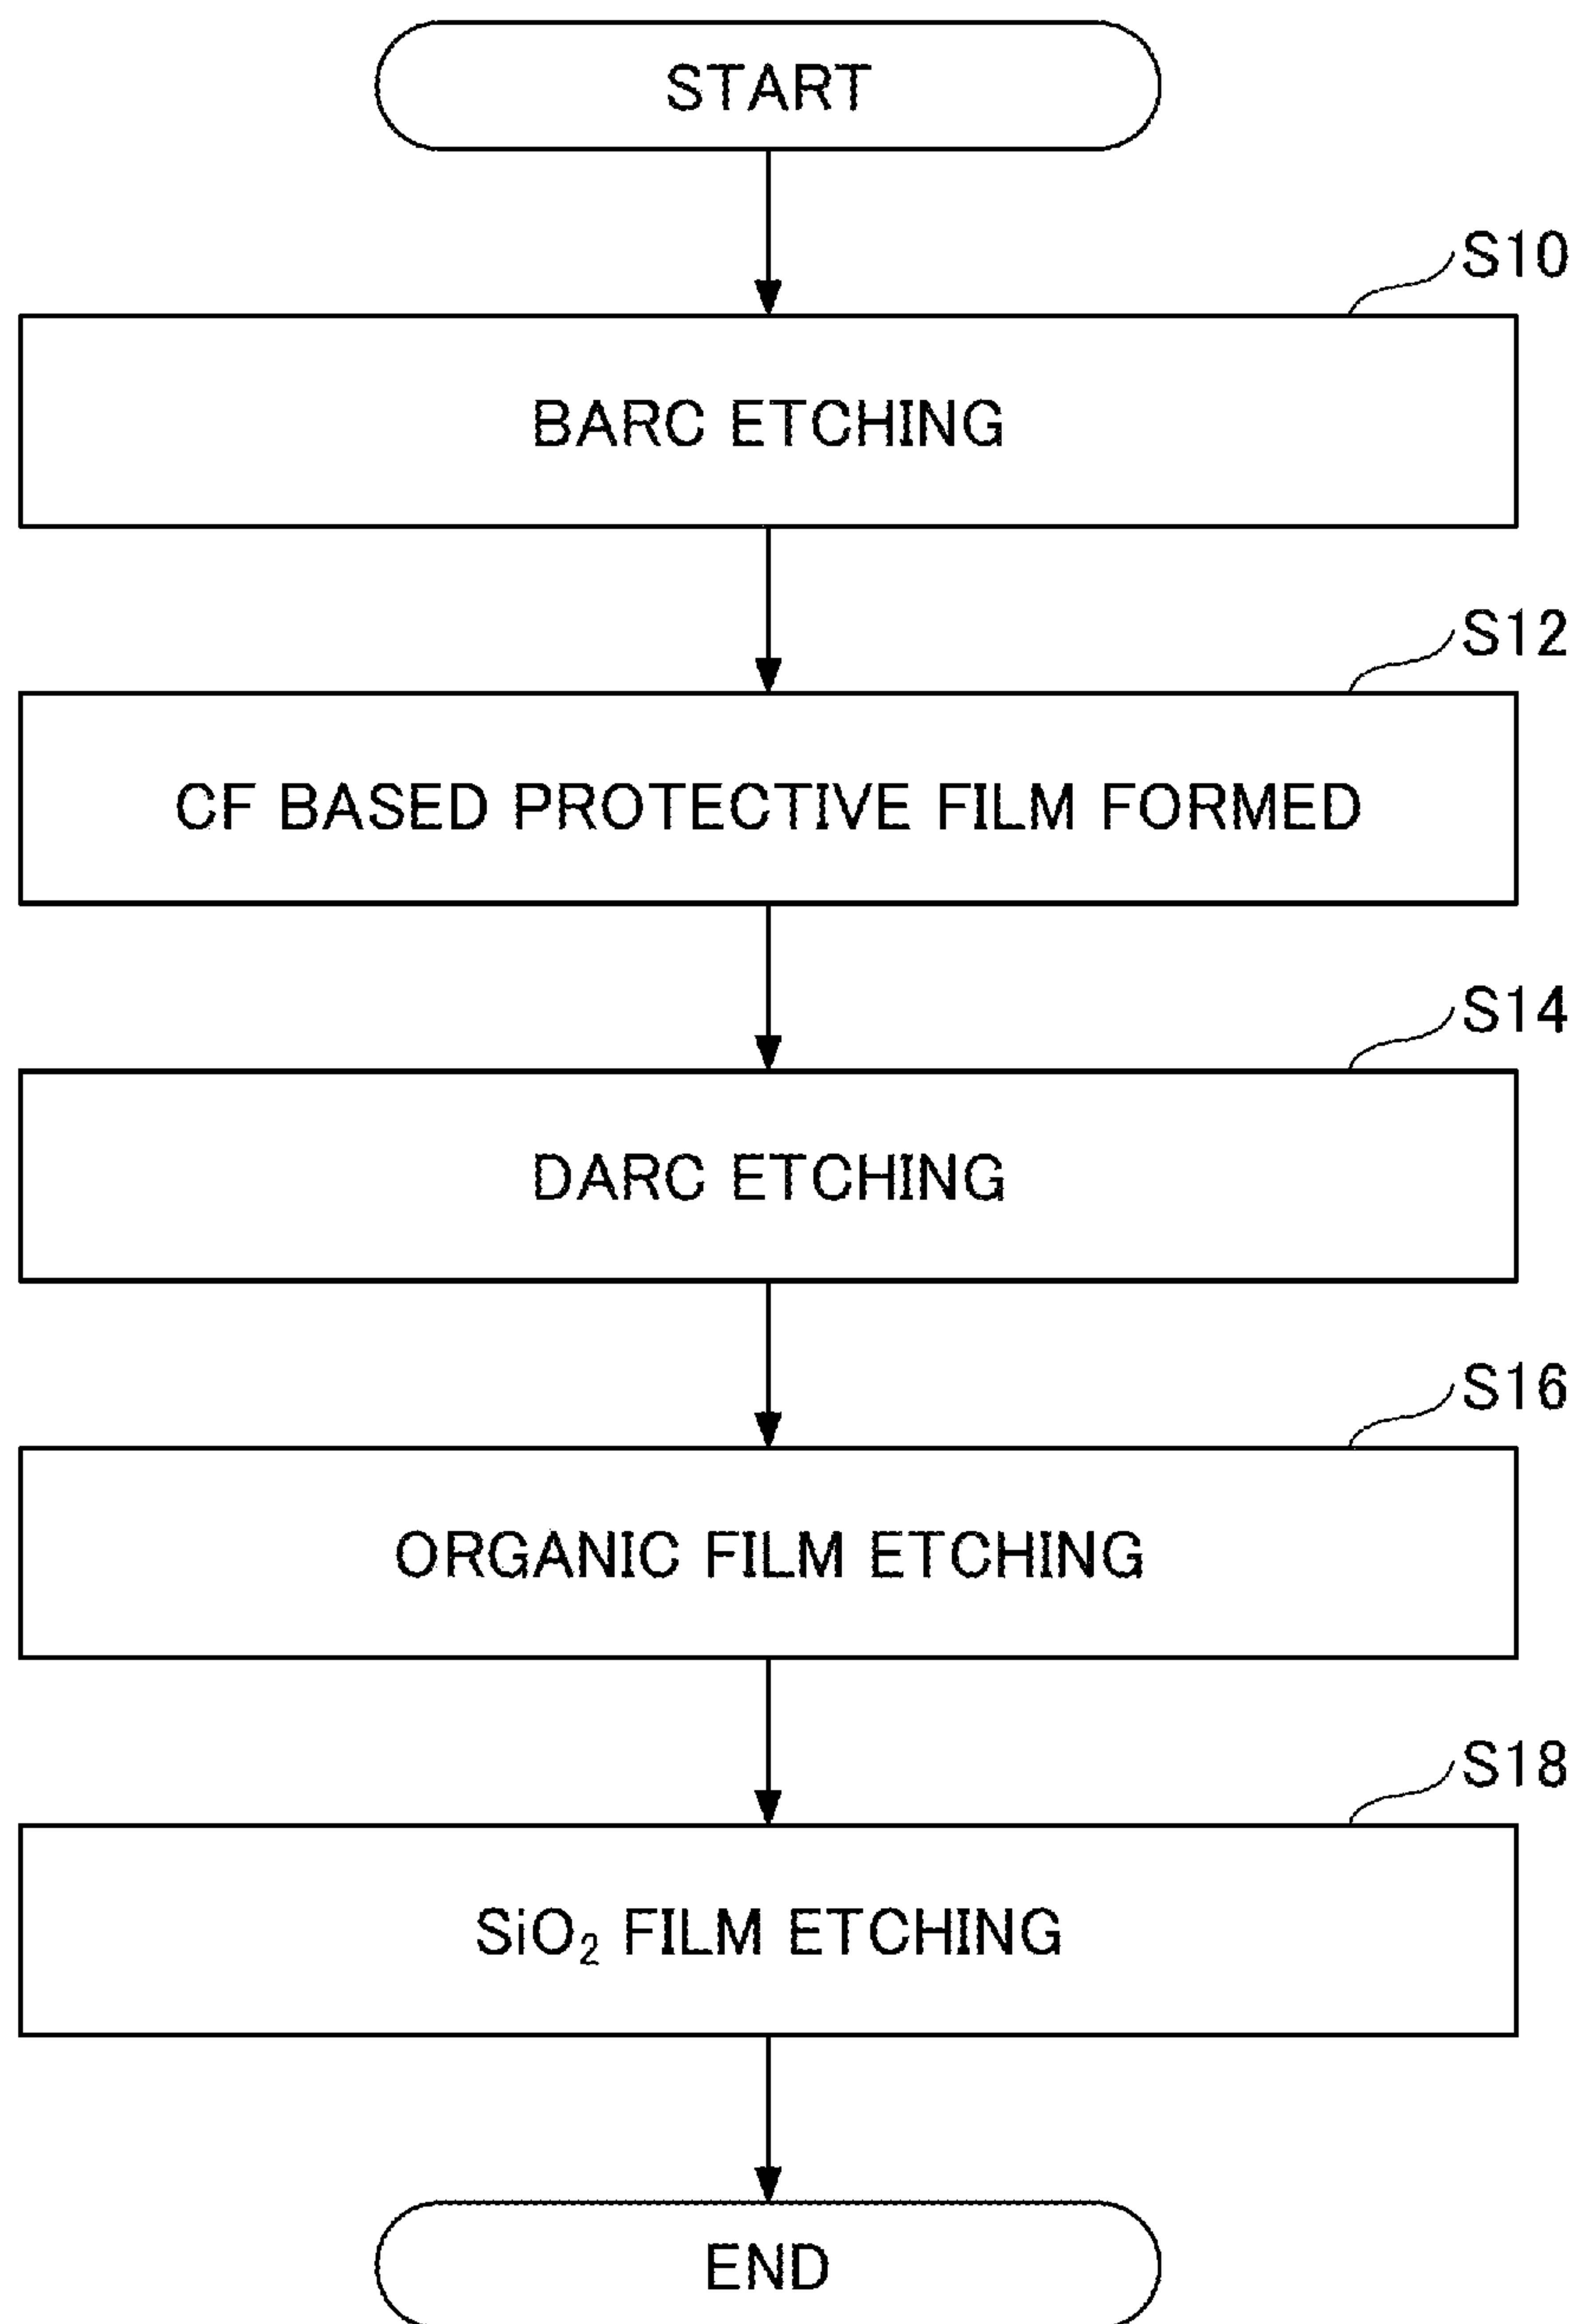 START
S10
BARC ETCHING
S12
CF BASED PROTECTIVE FILM FORMED
S14
DARC ETCHING
S16
ORGANIC FILM ETCHING
S18
SiO₂ FILM ETCHING
END